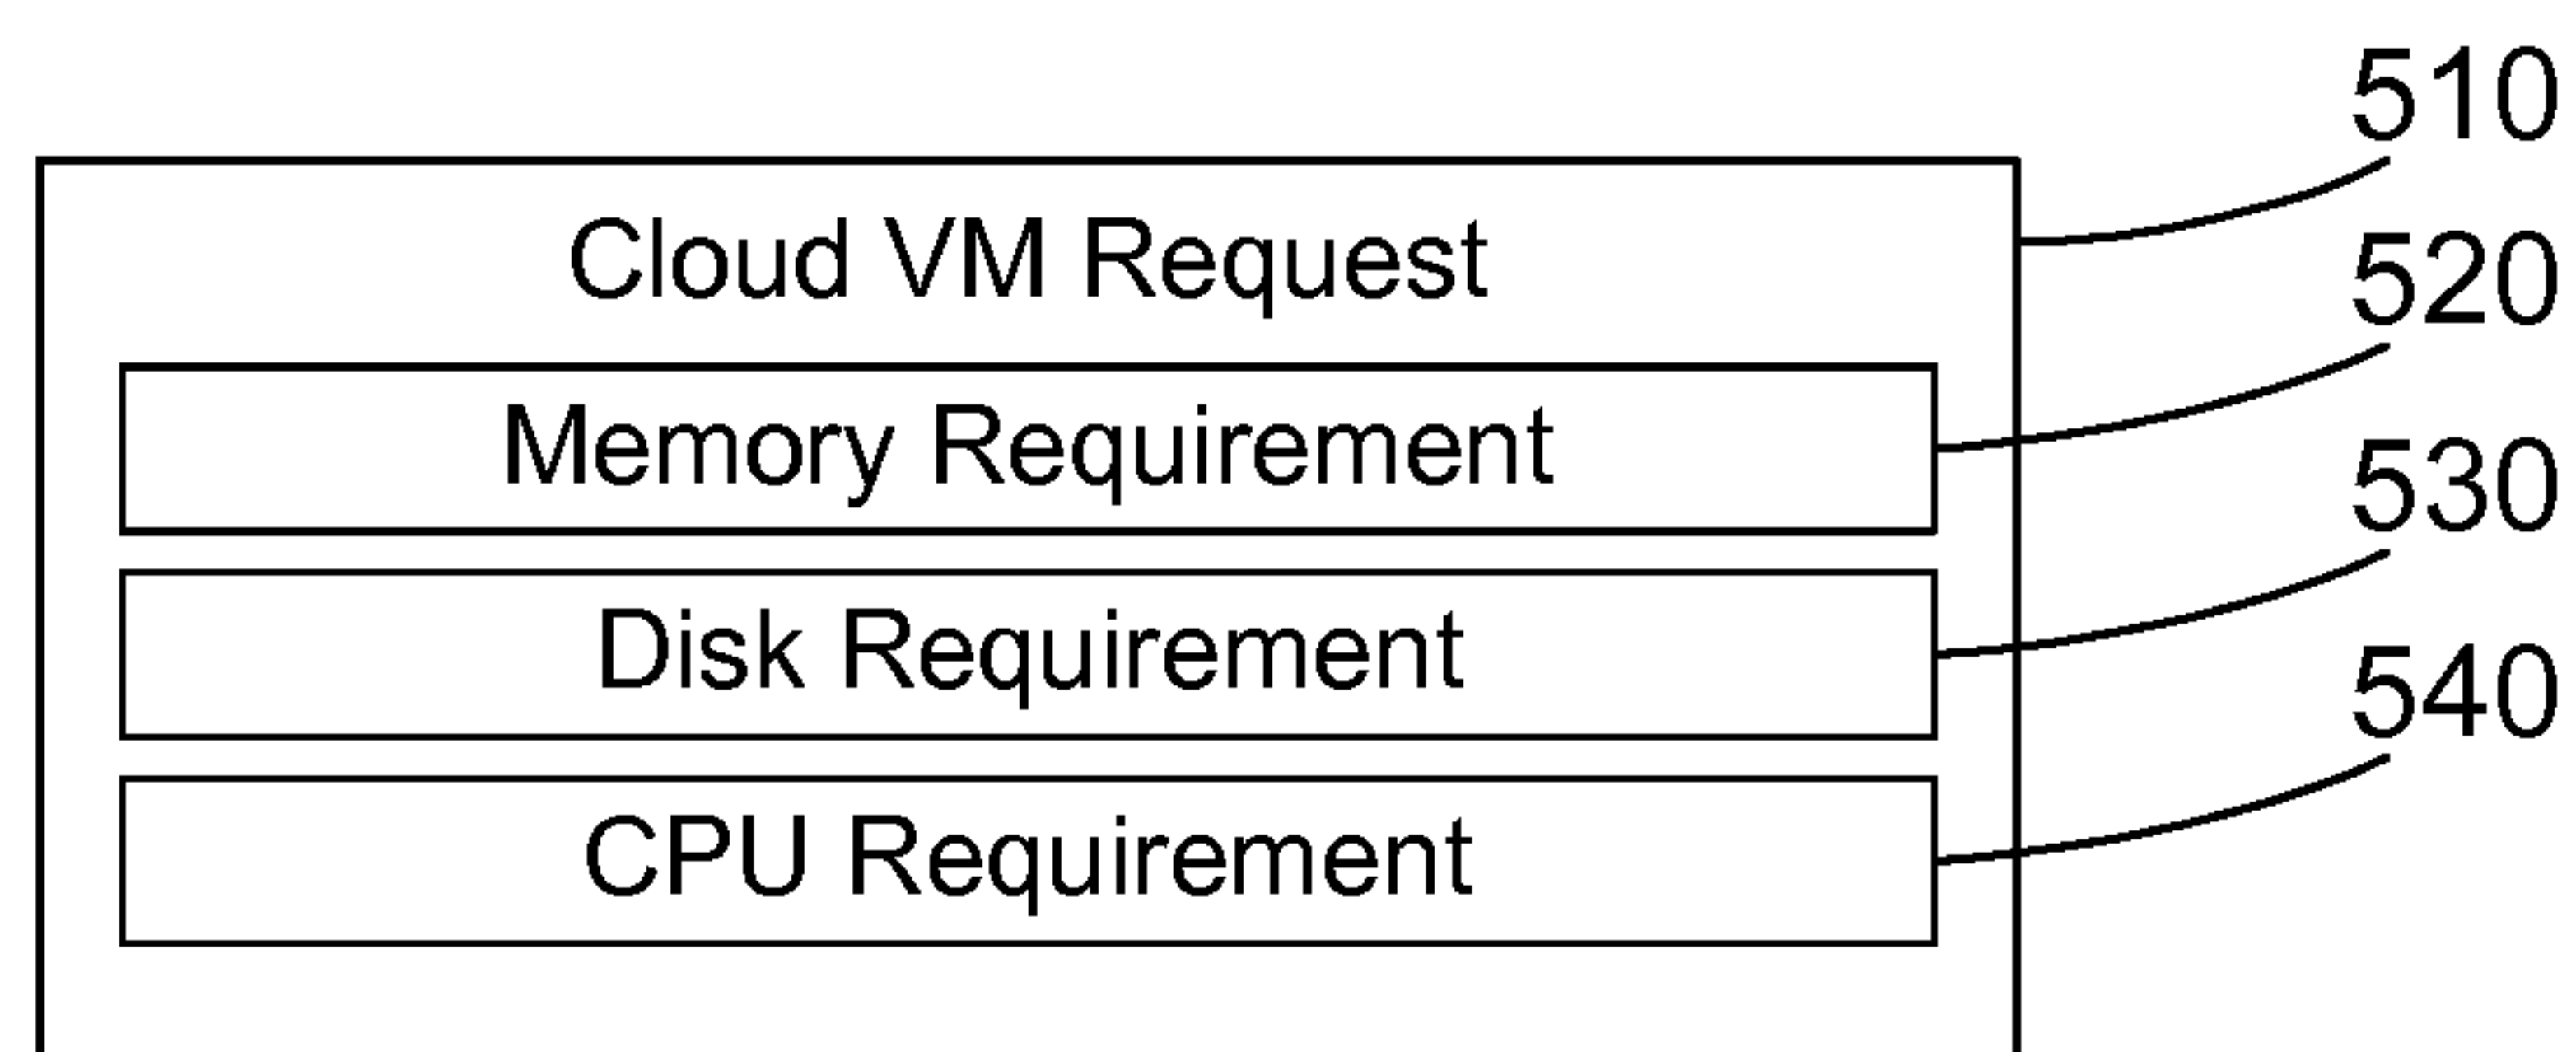 510
Cloud VM Request
520
Memory Requirement
530
Disk Requirement
540
CPU Requirement